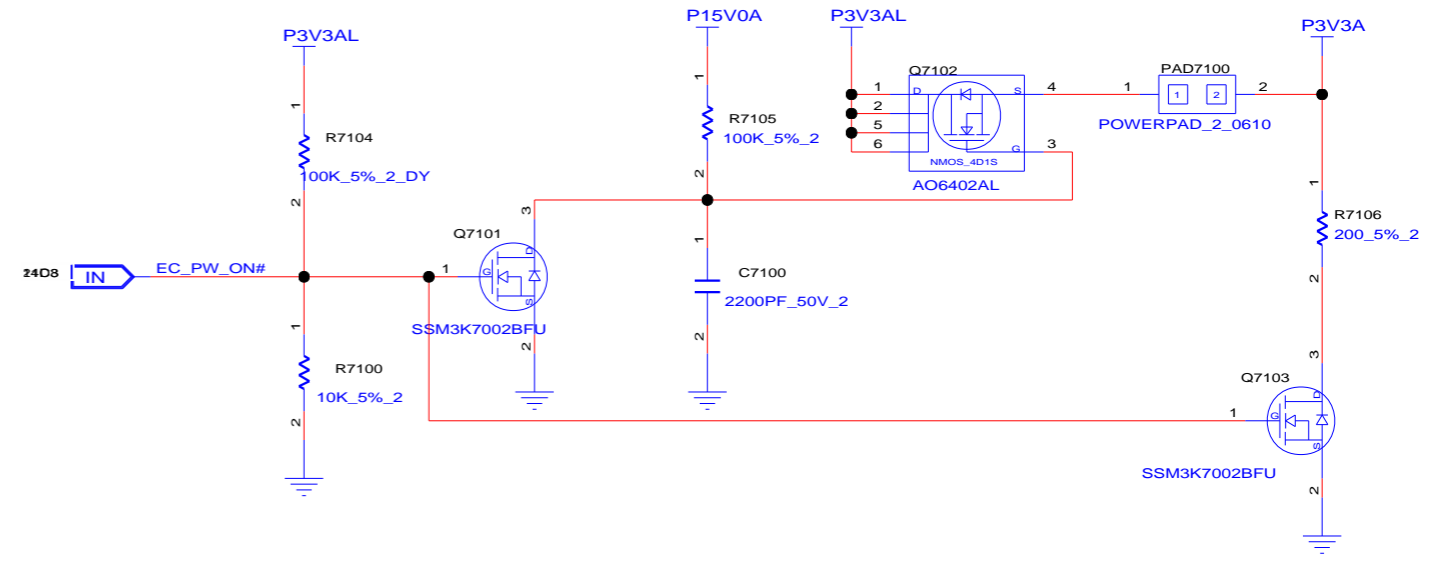 P15V0A
P3V3AL
P3V3A
P3V3AL
Q7102
PAD7100
1
D
S
4
1
1
2
2
2
5
6
G
3
NMOS_4D1S
AO6402AL
POWERPAD_2_0610
1
R7105
100K_5%_2
2
1
R7104
100K_5%_2_DY
2
1
R7106
200_5%_2
2
3
Q7101
D
1
G
S
SSM3K7002BFU
2
IN
EC_PW_ON#
1
C7100
2200PF_50V_2
2
1
R7100
10K_5%_2
2
3
Q7103
D
1
G
S
SSM3K7002BFU
2